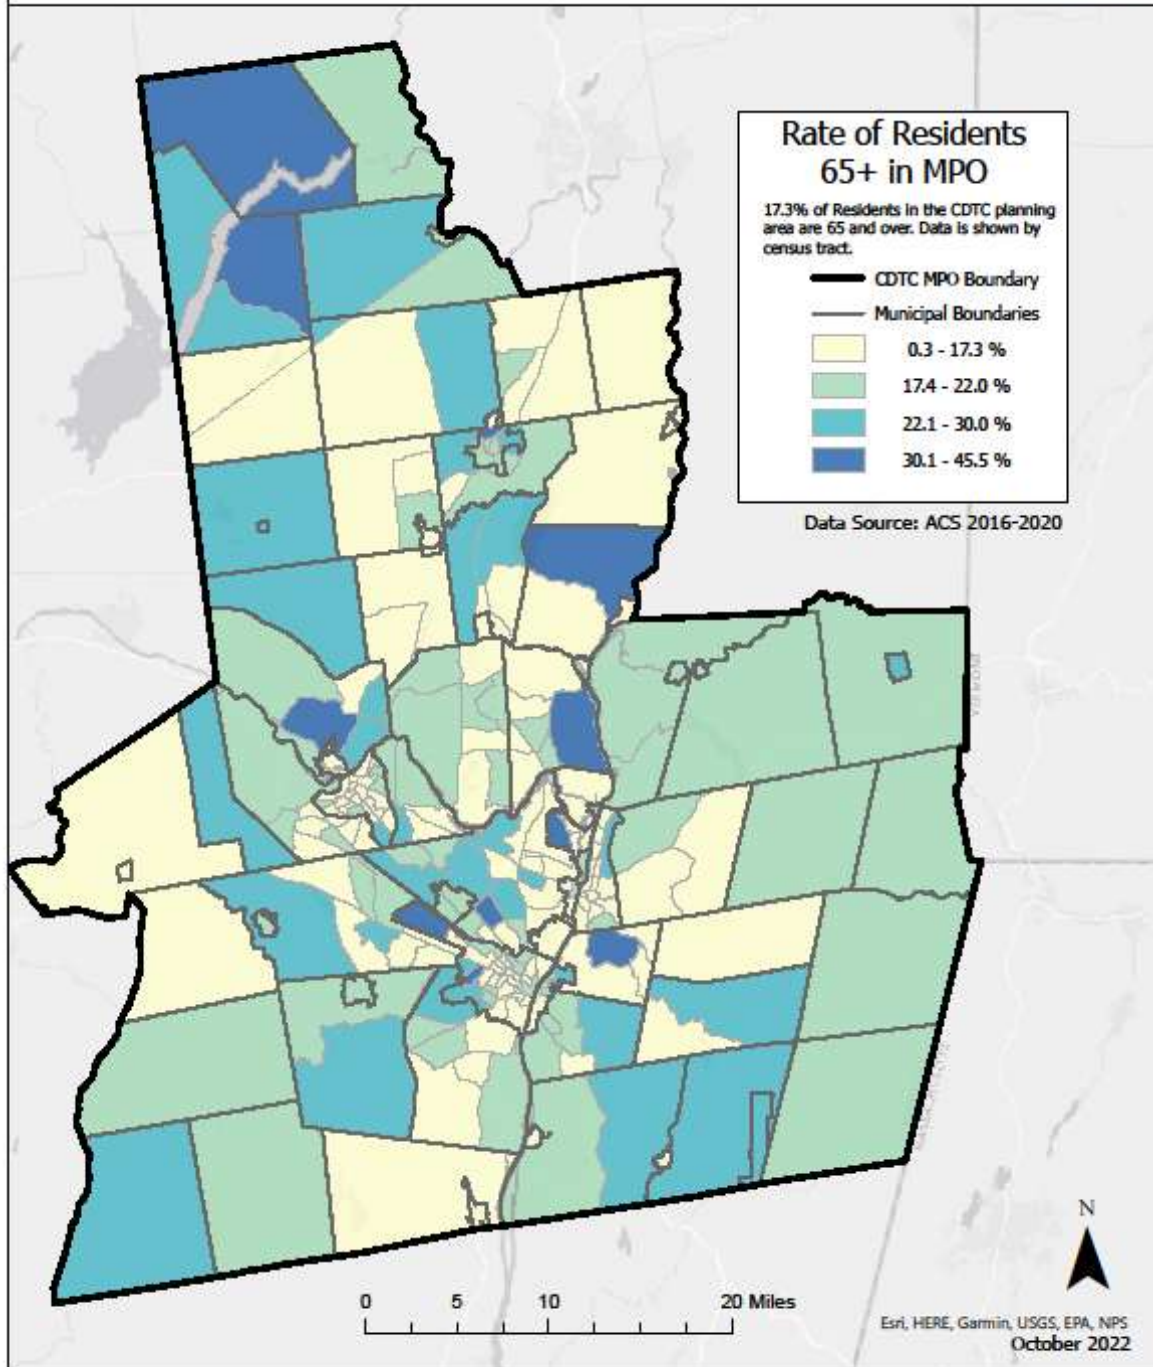 Rate of Residents
65+ in MPO
17.3% of Residents in the CDTC planning
area are 65 and over. Data is shown by
census tract.
CDTC MPO Boundary
Municipal Boundaries
0.3 - 17.3 %
17.4 - 22.0 %
22.1 - 30.0 %
30.1 - 45.5 %
Data Source: ACS 2016-2020
N
0 5 10 20 Miles
Esri, HERE, Garmin, USGS, EPA, NPS
October 2022